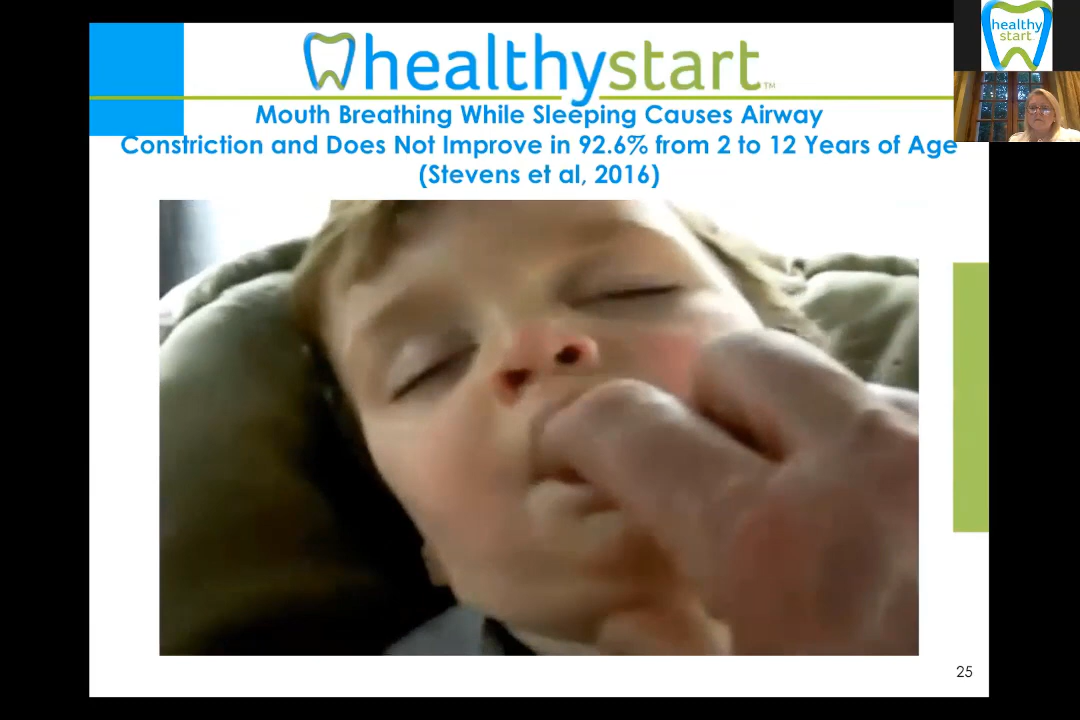 healthystart™
Mouth Breathing While Sleeping Causes Airway
Constriction and Does Not Improve in 92.6% from 2 to 12 Years of Age
(Stevens et al, 2016)
25
healthy
start